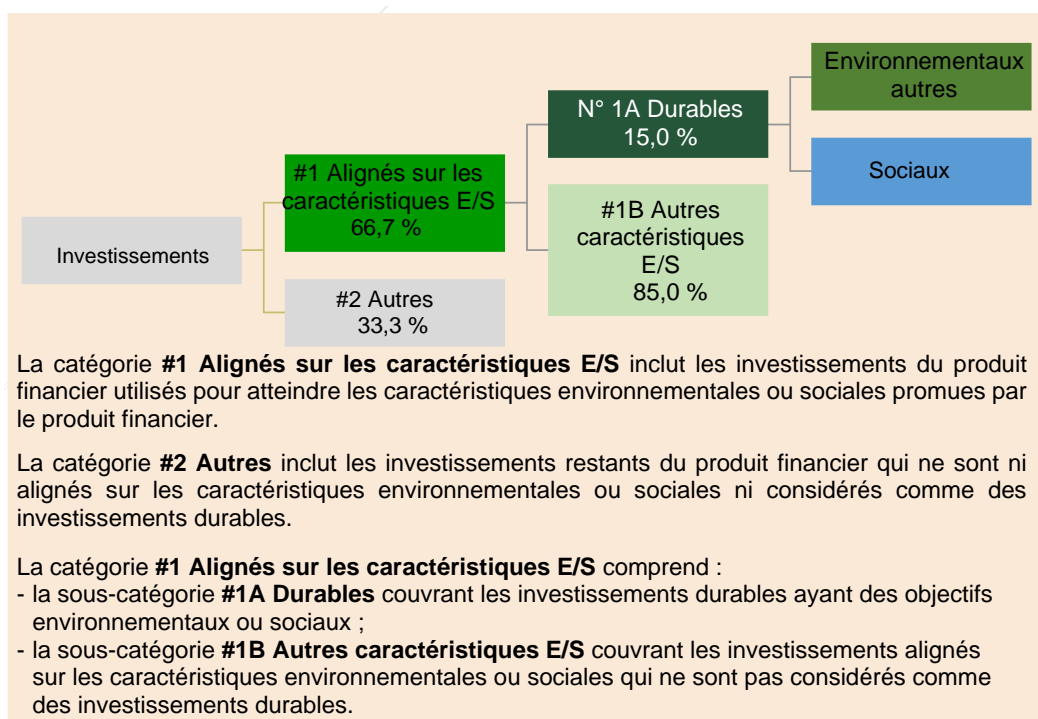 Investissements
#1 Alignés sur les
caractéristiques E/S
66,7 %
#2 Autres
33,3 %
N° 1A Durables
15,0 %
#1B Autres
caractéristiques
E/S
85,0 %
Environnementaux
autres
Sociaux
La catégorie #1 Alignés sur les caractéristiques E/S inclut les investissements du produit
financier utilisés pour atteindre les caractéristiques environnementales ou sociales promues par
le produit financier.
La catégorie #2 Autres inclut les investissements restants du produit financier qui ne sont ni
alignés sur les caractéristiques environnementales ou sociales ni considérés comme des
investissements durables.
La catégorie #1 Alignés sur les caractéristiques E/S comprend :
- la sous-catégorie #1A Durables couvrant les investissements durables ayant des objectifs
environnementaux ou sociaux ;
- la sous-catégorie #1B Autres caractéristiques E/S couvrant les investissements alignés
sur les caractéristiques environnementales ou sociales qui ne sont pas considérés comme
des investissements durables.